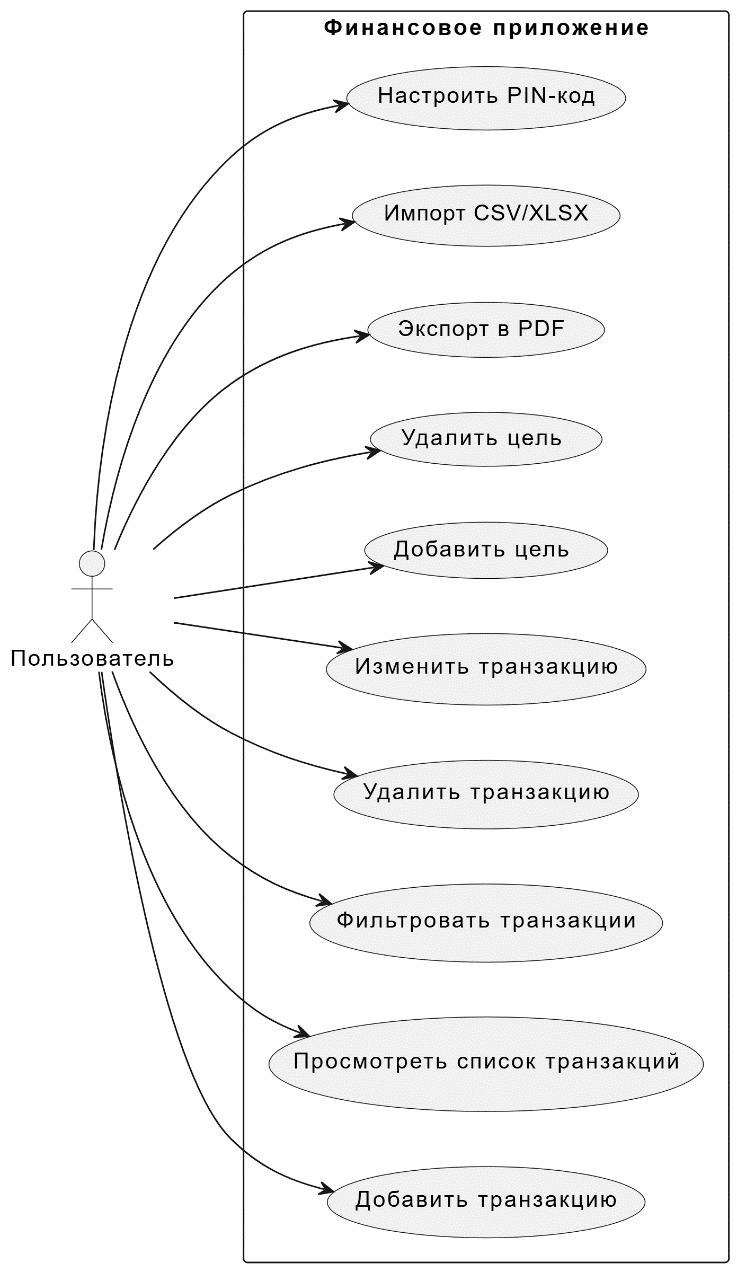 Финансовое приложение
Настроить PIN-код
Импорт CSV/XLSX
Экспорт в PDF
Удалить цель
Добавить цель
Пользователь
Изменить транзакцию
Удалить транзакцию
Фильтровать транзакции
Просмотреть список транзакций
Добавить транзакцию